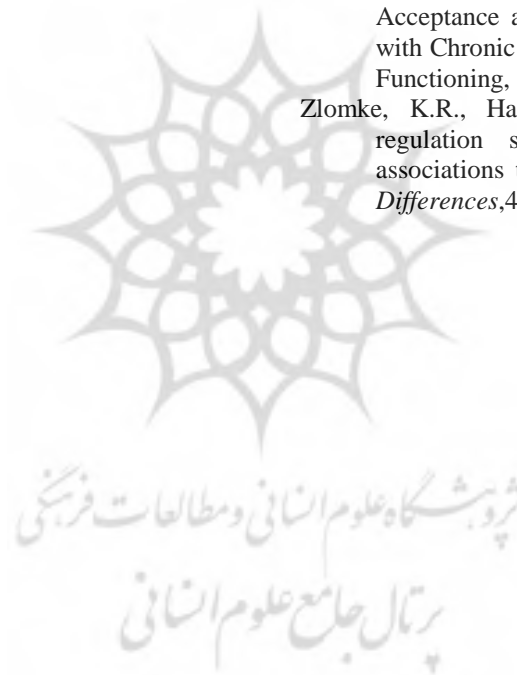 Acceptance a
with Chronic
Functioning,
Zlomke, K.R., Ha
regulation s
associations t
Differences,4
پژوهشگاه علوم انسانی و مطالعات فرهنگی
پرتال جامع علوم انسانی